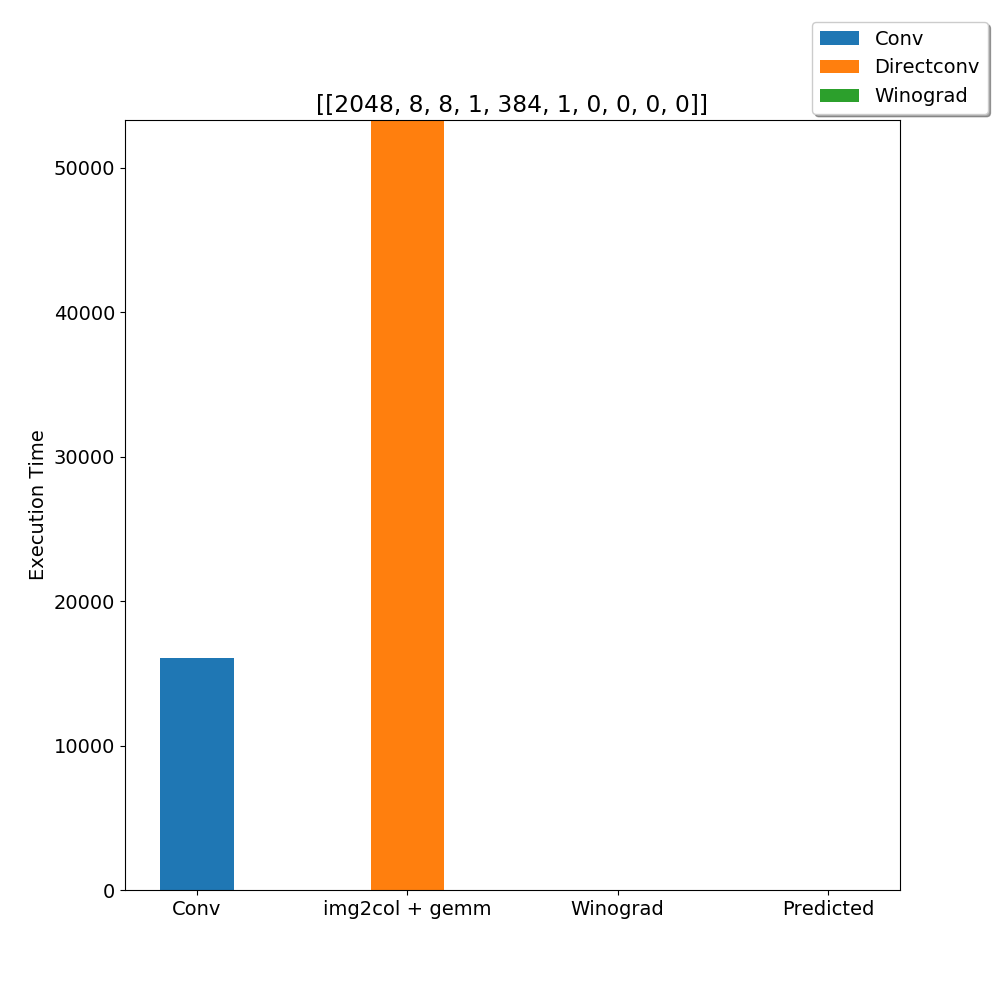 Conv
Directconv
Winograd
[[2048, 8, 8, 1, 384, 1, 0, 0, 0, 0]]
50000
40000
30000
20000
10000
0
Execution Time
Conv
img2col + gemm
Winograd
Predicted